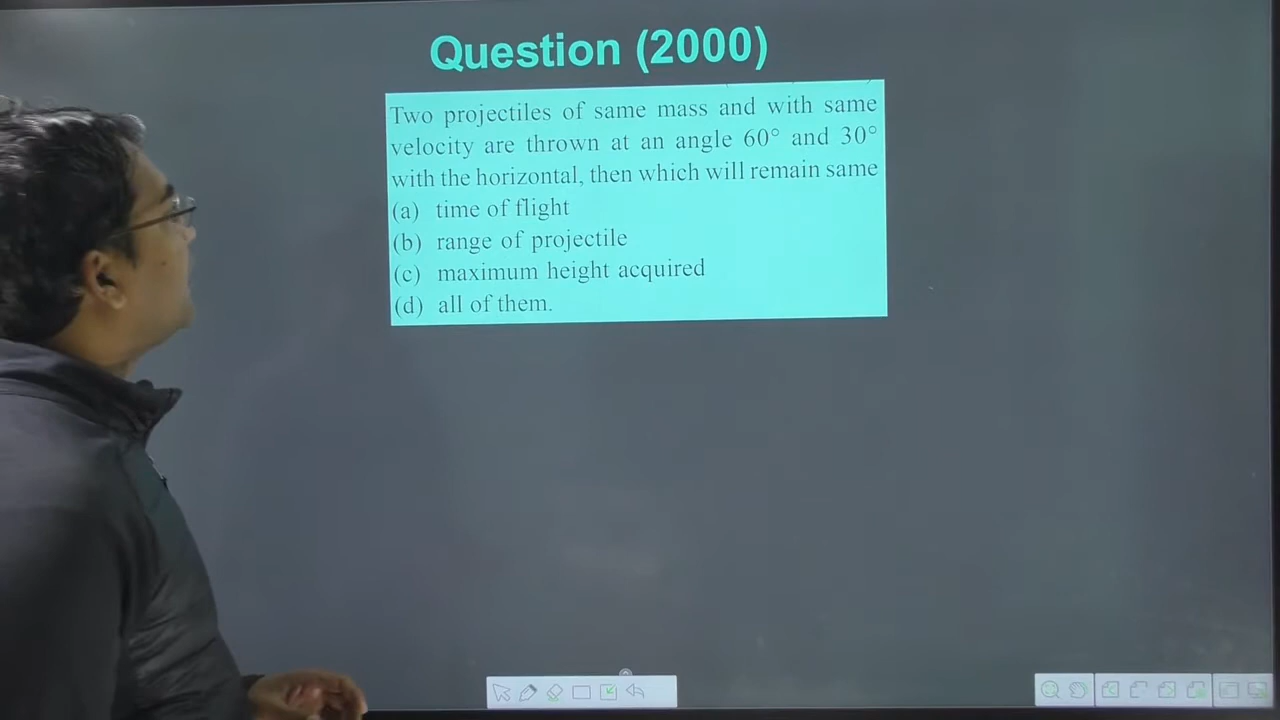 Question (2000)
Two projectiles of same mass and with same
velocity are thrown at an angle 60° and 30°
with the horizontal, then which will remain same
(a) time of flight
(b) range of projectile
(c) maximum height acquired
(d) all of them.